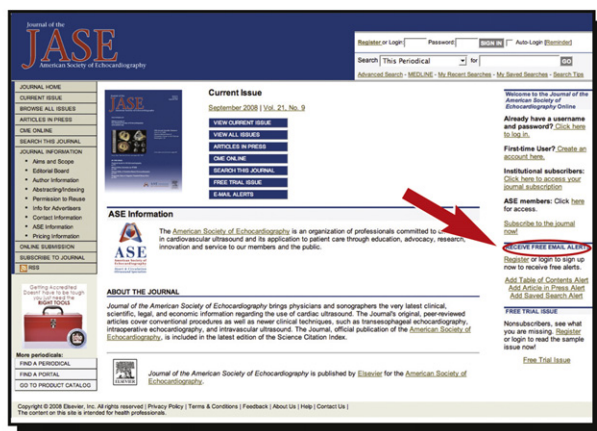 Journal of the
JASE
American Society of Echocardiography
Register or Login: Password: SIGN IN Auto-Login [Reminder]
Search This Periodical for GO
Advanced Search - MEDLINE - My Recent Searches - My Saved Searches - Search Tips
JOURNAL HOME
CURRENT ISSUE
BROWSE ALL ISSUES
ARTICLES IN PRESS
CME ONLINE
SEARCH THIS JOURNAL
JOURNAL INFORMATION
• Aims and Scope
• Editorial Board
• Author Information
• Abstracting/Indexing
• Permission to Reuse
• Info for Advertisers
• Contact Information
• ASE Information
• Pricing Information
ONLINE SUBMISSION
SUBSCRIBE TO JOURNAL
RSS
Getting Accredited
Doesn't have to be tough
you just need the
RIGHT TOOLS
More periodicals:
FIND A PERIODICAL
FIND A PORTAL
GO TO PRODUCT CATALOG
JASE
Current Issue
September 2008 | Vol. 21, No. 9
VIEW CURRENT ISSUE
VIEW ALL ISSUES
ARTICLES IN PRESS
CME ONLINE
SEARCH THIS JOURNAL
FREE TRIAL ISSUE
E-MAIL ALERTS
ASE Information
ASE
The American Society of Echocardiography is an organization of professionals committed to
in cardiovascular ultrasound and its application to patient care through education, advocacy, research,
innovation and service to our members and the public.
ABOUT THE JOURNAL
Journal of the American Society of Echocardiography brings physicians and sonographers the very latest clinical,
scientific, legal, and economic information regarding the use of cardiac ultrasound. The Journal's original, peer-reviewed
articles cover conventional procedures as well as newer clinical techniques, such as transesophageal echocardiography,
intraoperative echocardiography, and intravascular ultrasound. The Journal, official publication of the American Society of
Echocardiography, is included in the latest edition of the Science Citation Index.
ELSEVIER
Journal of the American Society of Echocardiography is published by Elsevier for the American Society of
Echocardiography.
Welcome to the Journal of the
American Society of
Echocardiography Online
Already have a username
and password? Click here
to log in.
First-time User? Create an
account here.
Institutional subscribers:
Click here to access your
journal subscription
ASE members: Click here
for access.
Subscribe to the journal
now!
RECEIVE FREE EMAIL ALERT
Register or login to sign up
now to receive free alerts.
Add Table of Contents Alert
Add Article in Press Alert
Add Saved Search Alert
FREE TRIAL ISSUE
Nonsubscribers, see what
you are missing. Register
or login to read the sample
issue now!
Free Trial Issue
Copyright © 2008 Elsevier, Inc. All rights reserved | Privacy Policy | Terms & Conditions | Feedback | About Us | Help | Contact Us |
The content on this site is intended for health professionals.